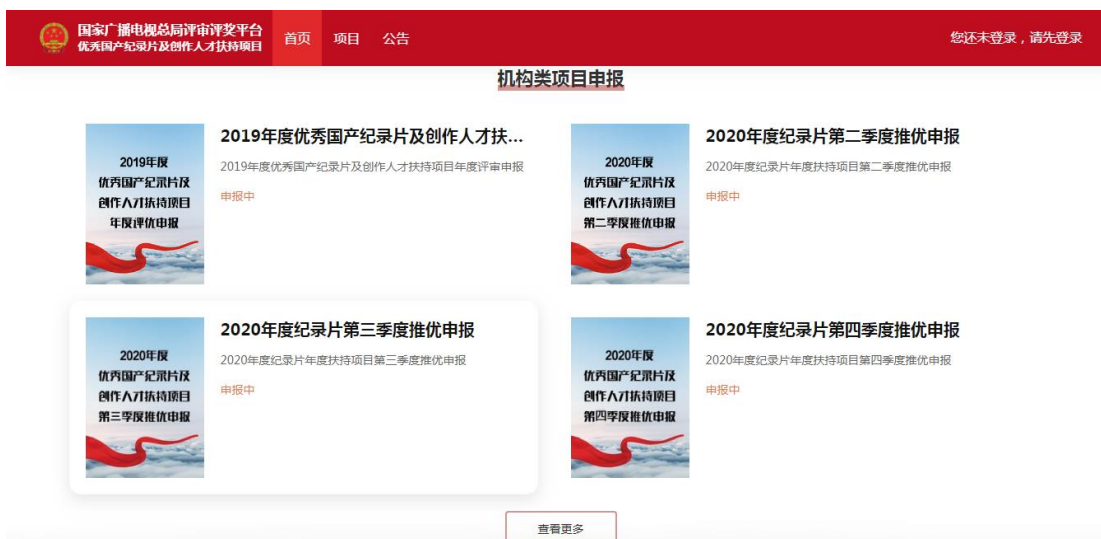 国家广播电视总局评审评奖平台
优秀国产纪录片及创作人才扶持项目
首页 项目 公告
您还未登录，请先登录
机构类项目申报
2019年度
优秀国产纪录片及
创作人才扶持项目
年度评优申报
2019年度优秀国产纪录片及创作人才扶...
2019年度优秀国产纪录片及创作人才扶持项目年度评审申报
申报中
2020年度
优秀国产纪录片及
创作人才扶持项目
第二季度推优申报
2020年度纪录片第二季度推优申报
2020年度纪录片年度扶持项目第二季度推优申报
申报中
2020年度
优秀国产纪录片及
创作人才扶持项目
第三季度推优申报
2020年度纪录片第三季度推优申报
2020年度纪录片年度扶持项目第三季度推优申报
申报中
2020年度
优秀国产纪录片及
创作人才扶持项目
第四季度推优申报
2020年度纪录片第四季度推优申报
2020年度纪录片年度扶持项目第四季度推优申报
申报中
查看更多